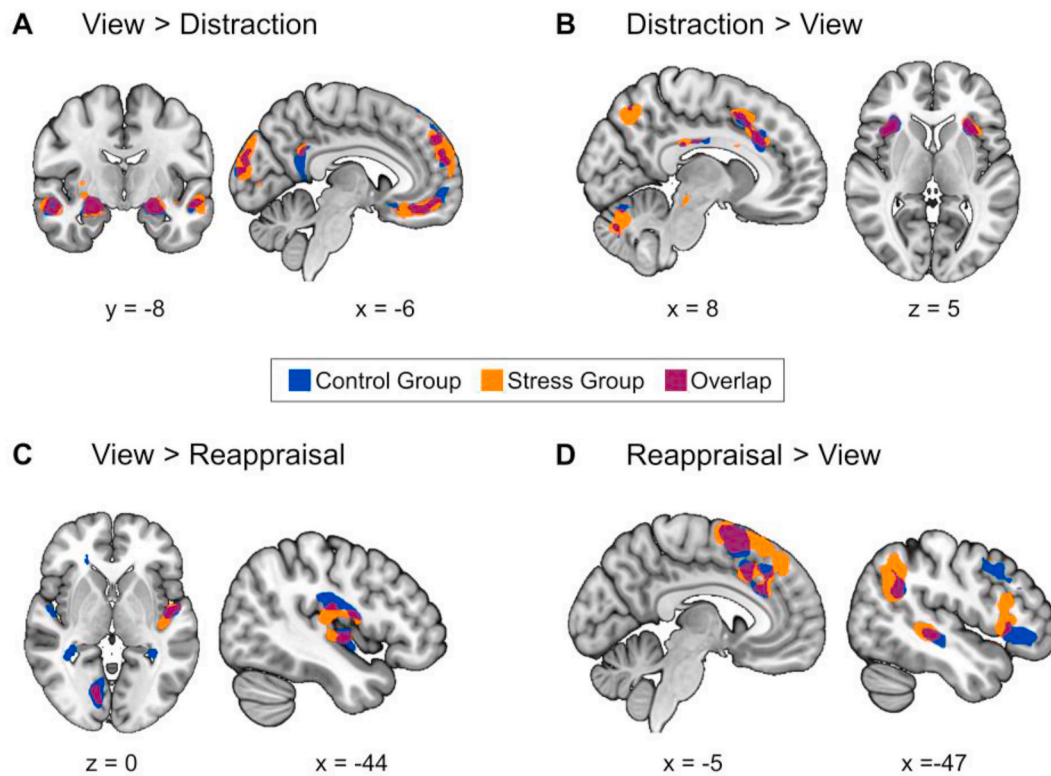 A View > Distraction
B Distraction > View
y = -8
x = -6
x = 8
z = 5
Control Group Stress Group Overlap
C View > Reappraisal
D Reappraisal > View
z = 0
x = -44
x = -5
x =-47